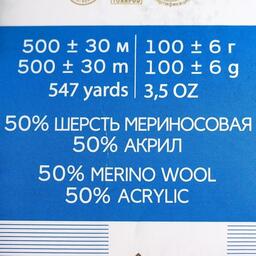 500 ± 30 м 100 ± 6 г
500 ± 30 m 100 ± 6 g
547 yards 3,5 OZ
50% ШЕРСТЬ МЕРИНОСОВАЯ
50% АКРИЛ
50% MERINO WOOL
50% ACRYLIC